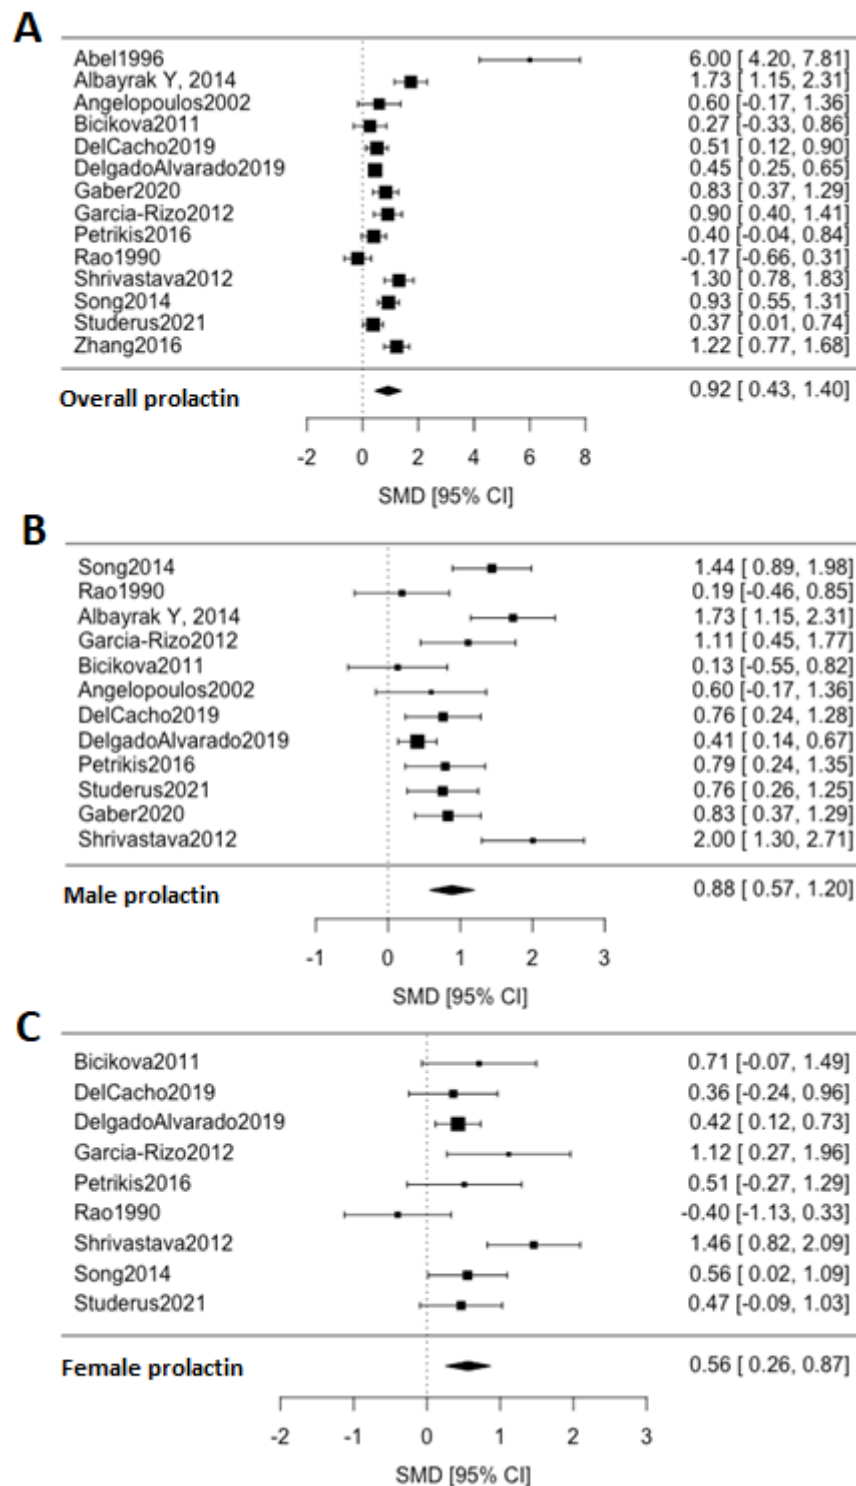 A
Abel1996 6.00 [ 4.20, 7.81]
Albayrak Y, 2014 1.73 [ 1.15, 2.31]
Angelopoulos2002 0.60 [-0.17, 1.36]
Bicikova2011 0.27 [-0.33, 0.86]
DelCacho2019 0.51 [ 0.12, 0.90]
DelgadoAlvarado2019 0.45 [ 0.25, 0.65]
Gaber2020 0.83 [ 0.37, 1.29]
Garcia-Rizo2012 0.90 [ 0.40, 1.41]
Petrikis2016 0.40 [-0.04, 0.84]
Rao1990 -0.17 [-0.66, 0.31]
Shrivastava2012 1.30 [ 0.78, 1.83]
Song2014 0.93 [ 0.55, 1.31]
Studerus2021 0.37 [ 0.01, 0.74]
Zhang2016 1.22 [ 0.77, 1.68]
Overall prolactin 0.92 [ 0.43, 1.40]
-2 0 2 4 6 8
SMD [95% CI]
B
Song2014 1.44 [ 0.89, 1.98]
Rao1990 0.19 [-0.46, 0.85]
Albayrak Y, 2014 1.73 [ 1.15, 2.31]
Garcia-Rizo2012 1.11 [ 0.45, 1.77]
Bicikova2011 0.13 [-0.55, 0.82]
Angelopoulos2002 0.60 [-0.17, 1.36]
DelCacho2019 0.76 [ 0.24, 1.28]
DelgadoAlvarado2019 0.41 [ 0.14, 0.67]
Petrikis2016 0.79 [ 0.24, 1.35]
Studerus2021 0.76 [ 0.26, 1.25]
Gaber2020 0.83 [ 0.37, 1.29]
Shrivastava2012 2.00 [ 1.30, 2.71]
Male prolactin 0.88 [ 0.57, 1.20]
-1 0 1 2 3
SMD [95% CI]
C
Bicikova2011 0.71 [-0.07, 1.49]
DelCacho2019 0.36 [-0.24, 0.96]
DelgadoAlvarado2019 0.42 [ 0.12, 0.73]
Garcia-Rizo2012 1.12 [ 0.27, 1.96]
Petrikis2016 0.51 [-0.27, 1.29]
Rao1990 -0.40 [-1.13, 0.33]
Shrivastava2012 1.46 [ 0.82, 2.09]
Song2014 0.56 [ 0.02, 1.09]
Studerus2021 0.47 [-0.09, 1.03]
Female prolactin 0.56 [ 0.26, 0.87]
-2 -1 0 1 2 3
SMD [95% CI]